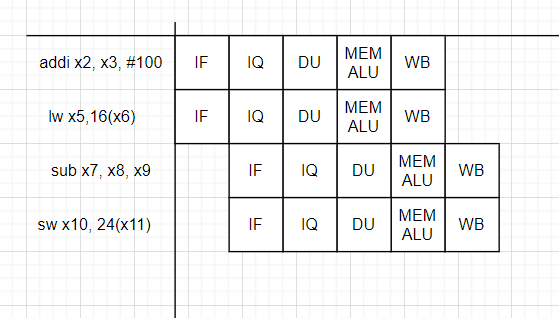 addi x2, x3, #100 IF IQ DU MEM ALU WB
lw x5,16(x6) IF IQ DU MEM ALU WB
sub x7, x8, x9 IF IQ DU MEM ALU WB
sw x10, 24(x11) IF IQ DU MEM ALU WB